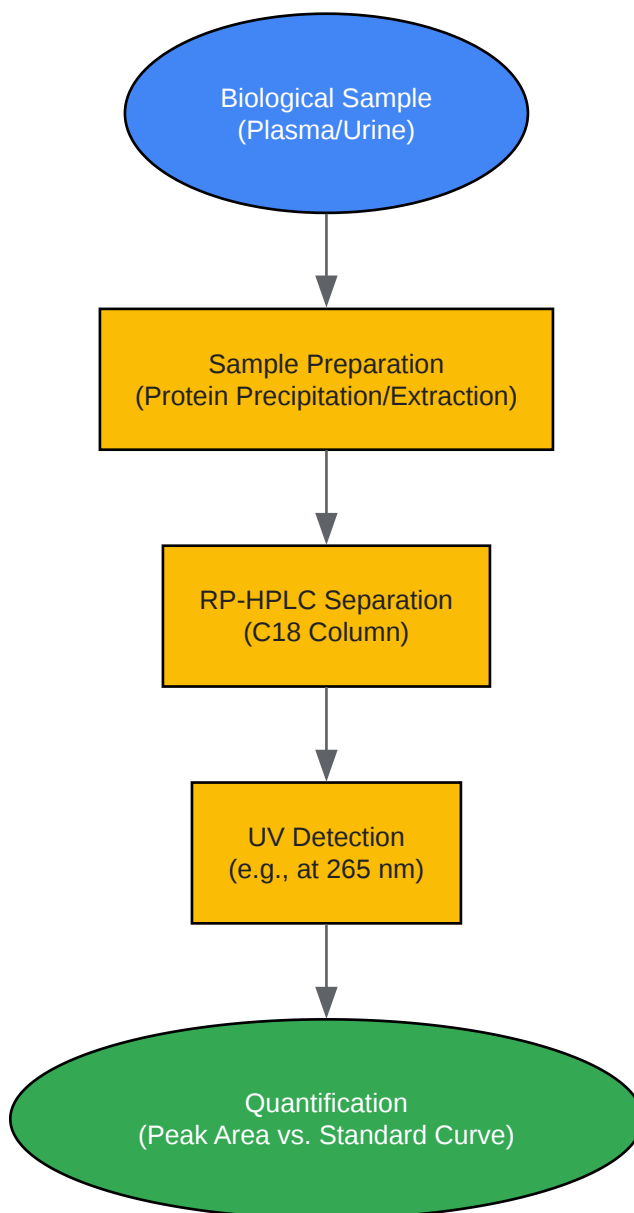 Biological Sample
(Plasma/Urine)
Sample Preparation
(Protein Precipitation/Extraction)
RP-HPLC Separation
(C18 Column)
UV Detection
(e.g., at 265 nm)
Quantification
(Peak Area vs. Standard Curve)